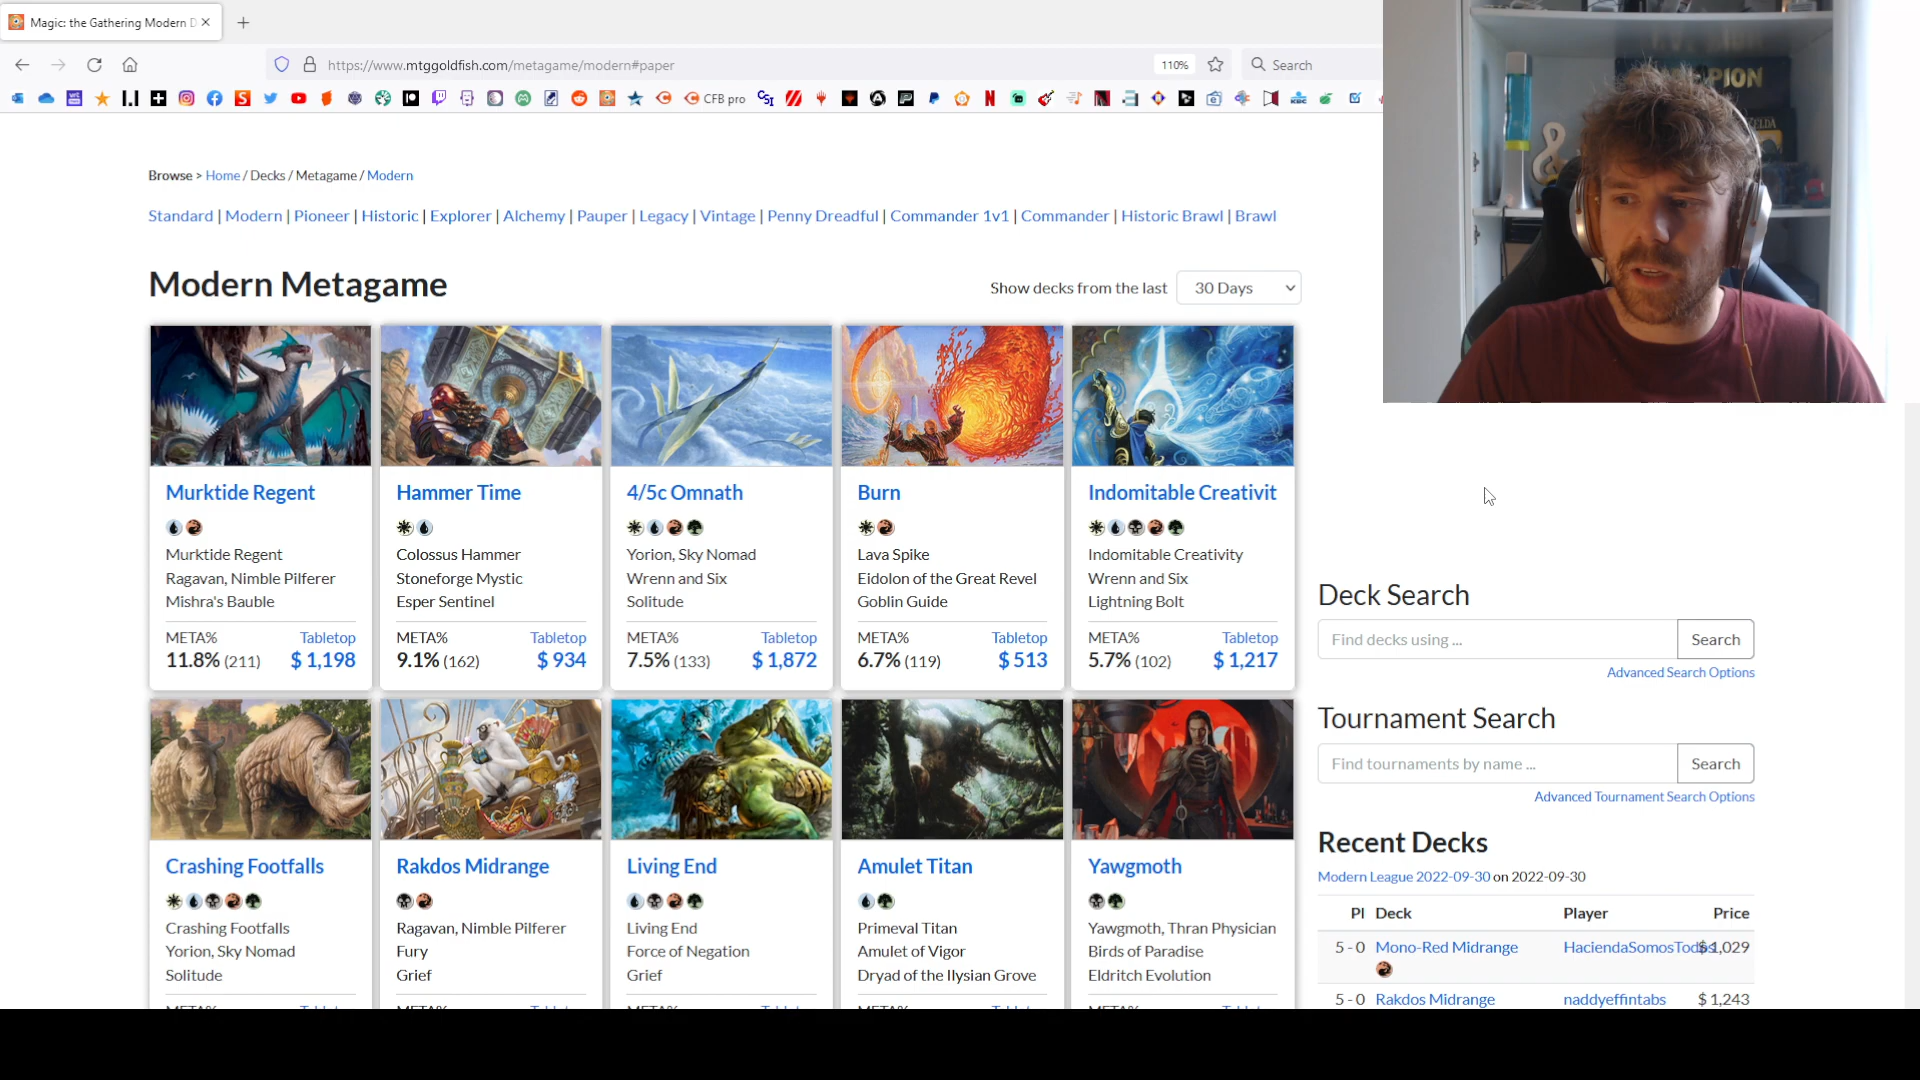 Magic: the Gathering Modern D
https://www.mtggoldfish.com/metagame/modern#paper
110%
Search
CFB pro
Browse > Home / Decks / Metagame / Modern
Standard | Modern | Pioneer | Historic | Explorer | Alchemy | Pauper | Legacy | Vintage | Penny Dreadful | Commander 1v1 | Commander | Historic Brawl | Brawl
Modern Metagame
Show decks from the last 30 Days
Murktide Regent
Murktide Regent
Ragavan, Nimble Pilferer
Mishra's Bauble
META% Tabletop
11.8% (211) $ 1,198
Hammer Time
Colossus Hammer
Stoneforge Mystic
Esper Sentinel
META% Tabletop
9.1% (162) $ 934
4/5c Omnath
Yorion, Sky Nomad
Wrenn and Six
Solitude
META% Tabletop
7.5% (133) $ 1,872
Burn
Lava Spike
Eidolon of the Great Revel
Goblin Guide
META% Tabletop
6.7% (119) $ 513
Indomitable Creativit
Indomitable Creativity
Wrenn and Six
Lightning Bolt
META% Tabletop
5.7% (102) $ 1,217
Crashing Footfalls
Crashing Footfalls
Yorion, Sky Nomad
Solitude
Rakdos Midrange
Ragavan, Nimble Pilferer
Fury
Grief
Living End
Living End
Force of Negation
Grief
Amulet Titan
Primeval Titan
Amulet of Vigor
Dryad of the Ilysian Grove
Yawgmoth
Yawgmoth, Thran Physician
Birds of Paradise
Eldritch Evolution
Deck Search
Find decks using ... Search
Advanced Search Options
Tournament Search
Find tournaments by name ... Search
Advanced Tournament Search Options
Recent Decks
Modern League 2022-09-30 on 2022-09-30
Pl Deck Player Price
5 - 0 Mono-Red Midrange HaciendaSomosTodos $ 1,029
5 - 0 Rakdos Midrange naddyeffintabs $ 1,243
PION
ZELDA